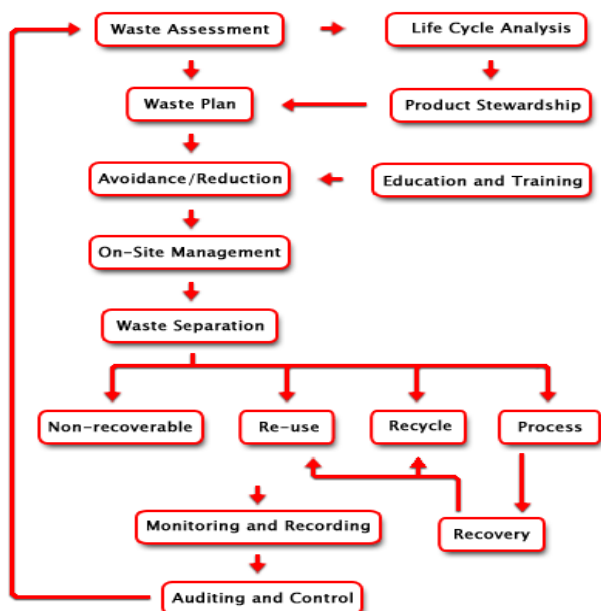 Waste Assessment
Life Cycle Analysis
Waste Plan
Product Stewardship
Avoidance/Reduction
Education and Training
On-Site Management
Waste Separation
Non-recoverable
Re-use
Recycle
Process
Monitoring and Recording
Recovery
Auditing and Control